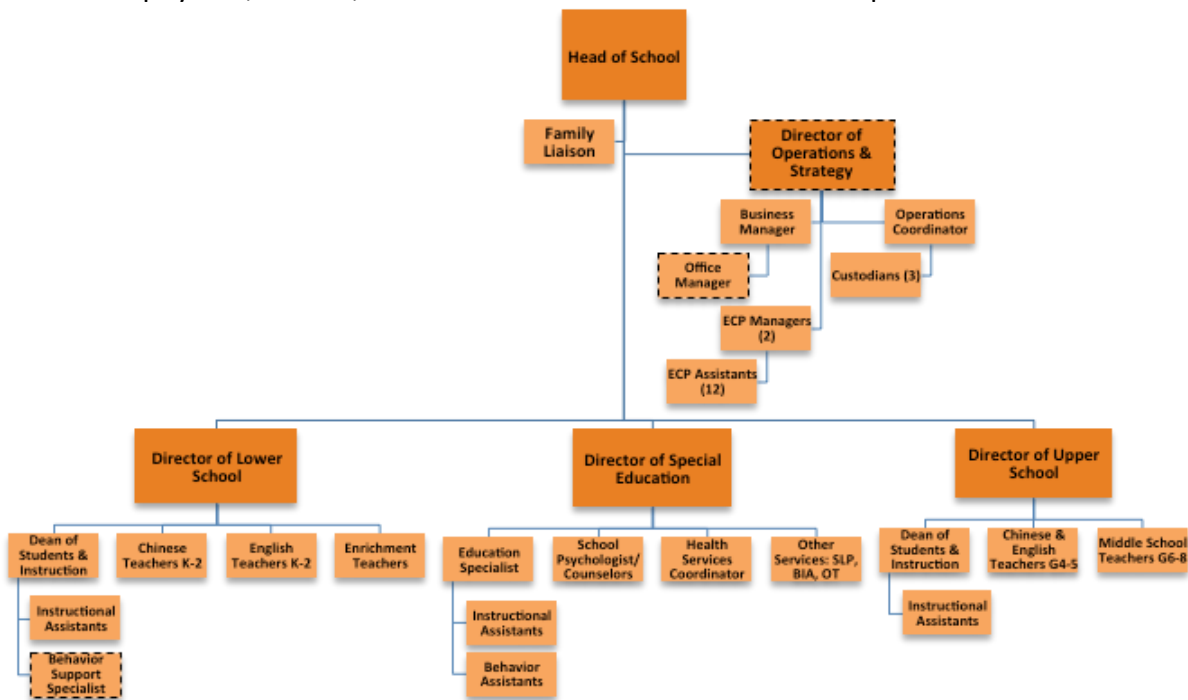 Head of School
Family
Liaison
Director of
Operations &
Strategy
Business
Manager
Operations
Coordinator
Office
Manager
Custodians (3)
ECP Managers
(2)
ECP Assistants
(12)
Director of Lower
School
Director of Special
Education
Director of Upper
School
Dean of
Students &
Instruction
Chinese
Teachers K-2
English
Teachers K-2
Enrichment
Teachers
Instructional
Assistants
Behavior
Support
Specialist
Education
Specialist
School
Psychologist/
Counselors
Health
Services
Coordinator
Other
Services: SLP,
BIA, OT
Instructional
Assistants
Behavior
Assistants
Dean of
Students &
Instruction
Chinese &
English
Teachers G4-5
Middle School
Teachers G6-8
Instructional
Assistants